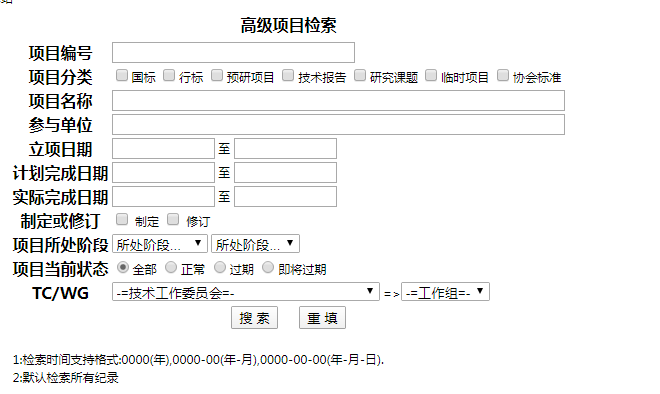 高级项目检索
项目编号
项目分类 国标 行标 预研项目 技术报告 研究课题 临时项目 协会标准
项目名称
参与单位
立项日期 至
计划完成日期 至
实际完成日期 至
制定或修订 制定 修订
项目所处阶段 所处阶段... 所处阶段...
项目当前状态 全部 正常 过期 即将过期
TC/WG -=技术工作委员会=- => -=工作组=-
搜 索 重 填
1:检索时间支持格式:0000(年),0000-00(年-月),0000-00-00(年-月-日).
2:默认检索所有纪录